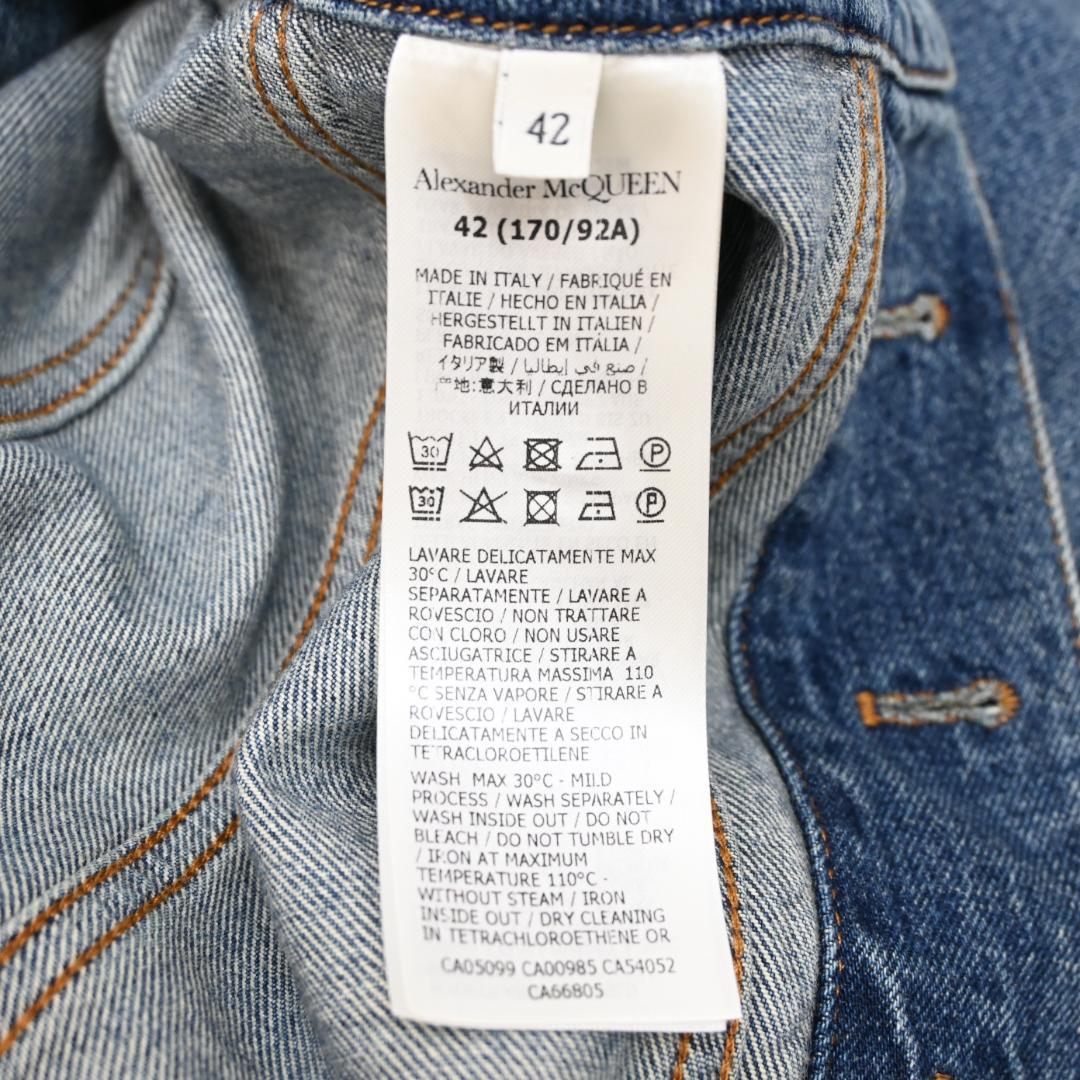 42
Alexander McQUEEN
42 (170/92A)
MADE IN ITALY / FABRIQUÉ EN
ITALIE / HECHO EN ITALIA /
HERGESTELLT IN ITALIEN /
FABRICADO EM ITÁLIA /
イタリア製 / صنع في إيطاليا /
产地:意大利 / СДЕЛАНО В
ИТАЛИИ
30 P
30 P
LAVARE DELICATAMENTE MAX
30°C / LAVARE
SEPARATAMENTE / LAVARE A
ROVESCIO / NON TRATTARE
CON CLORO / NON USARE
ASCIUGATRICE / STIRARE A
TEMPERATURA MASSIMA 110
°C SENZA VAPORE / STIRARE A
ROVESCIO / LAVARE
DELICATAMENTE A SECCO IN
TETRACLOROETILENE
WASH MAX 30°C - MILD
PROCESS / WASH SEPARATELY /
WASH INSIDE OUT / DO NOT
BLEACH / DO NOT TUMBLE DRY
/ IRON AT MAXIMUM
TEMPERATURE 110°C -
WITHOUT STEAM / IRON
INSIDE OUT / DRY CLEANING
IN TETRACHLOROETHENE OR
CA05099 CA00985 CA54052
CA66805